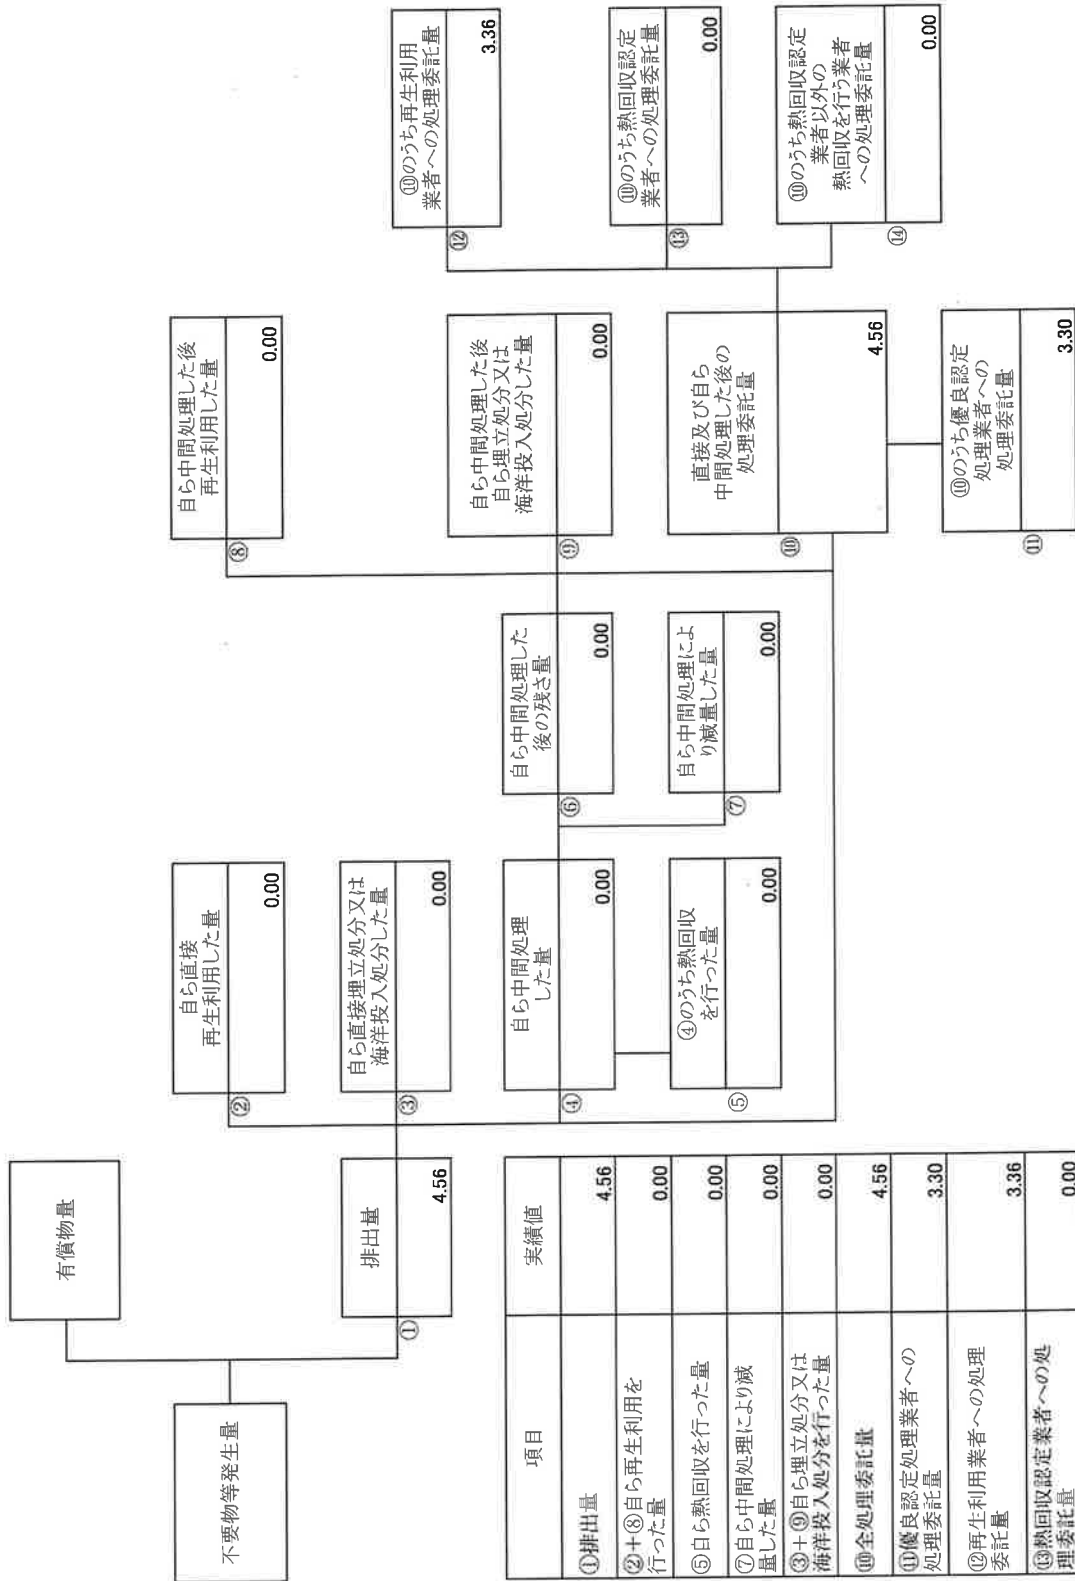 不要物等発生量
有償物量
排出量
①
4.56
自ら直接
再生利用した量
②
0.00
自ら直接埋立処分又は
海洋投入処分した量
③
0.00
自ら中間処理
した量
④
0.00
④のうち熱回収
を行った量
⑤
0.00
自ら中間処理した
後の残さ量
⑥
0.00
自ら中間処理によ
り減量した量
⑦
0.00
自ら中間処理した後
再生利用した量
⑧
0.00
自ら中間処理した後
自ら埋立処分又は
海洋投入処分した量
⑨
0.00
直接及び自ら
中間処理した後の
処理委託量
⑩
4.56
⑩のうち優良認定
処理業者への
処理委託量
⑪
3.30
⑩のうち再生利用
業者への処理委託量
⑫
3.36
⑩のうち熱回収認定
業者への処理委託量
⑬
0.00
⑩のうち熱回収認定
業者以外の
熱回収を行う業者
への処理委託量
⑭
0.00
項目 実績値
①排出量 4.56
②+⑧自ら再生利用を
行った量 0.00
⑤自ら熱回収を行った量 0.00
⑦自ら中間処理により減
量した量 0.00
③+⑨自ら埋立処分又は
海洋投入処分を行った量 0.00
⑩全処理委託量 4.56
⑪優良認定処理業者への
処理委託量 3.30
⑫再生利用業者への処理
委託量 3.36
⑬熱回収認定業者への処
理委託量 0.00